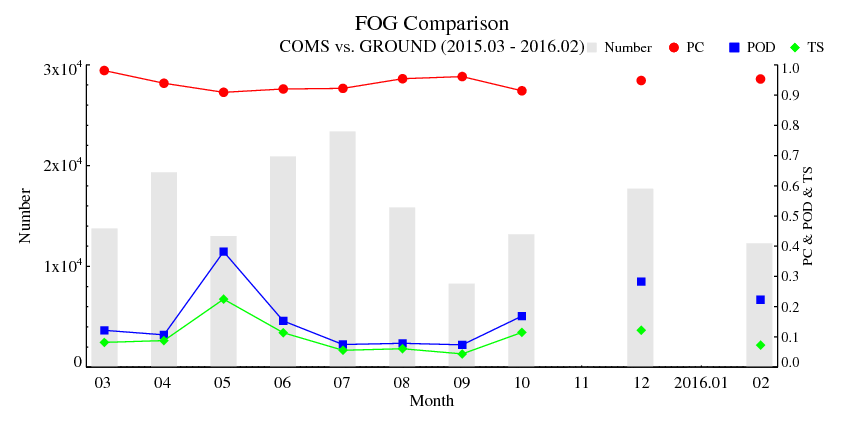 FOG Comparison
COMS vs. GROUND (2015.03 - 2016.02) Number PC POD TS
3x10⁴ 1.0
0.9
0.8
2x10⁴ 0.7
0.6
0.5
1x10⁴ 0.4
0.3
0.2
0.1
0 0.0
Number
PC & POD & TS
03 04 05 06 07 08 09 10 11 12 2016.01 02
Month